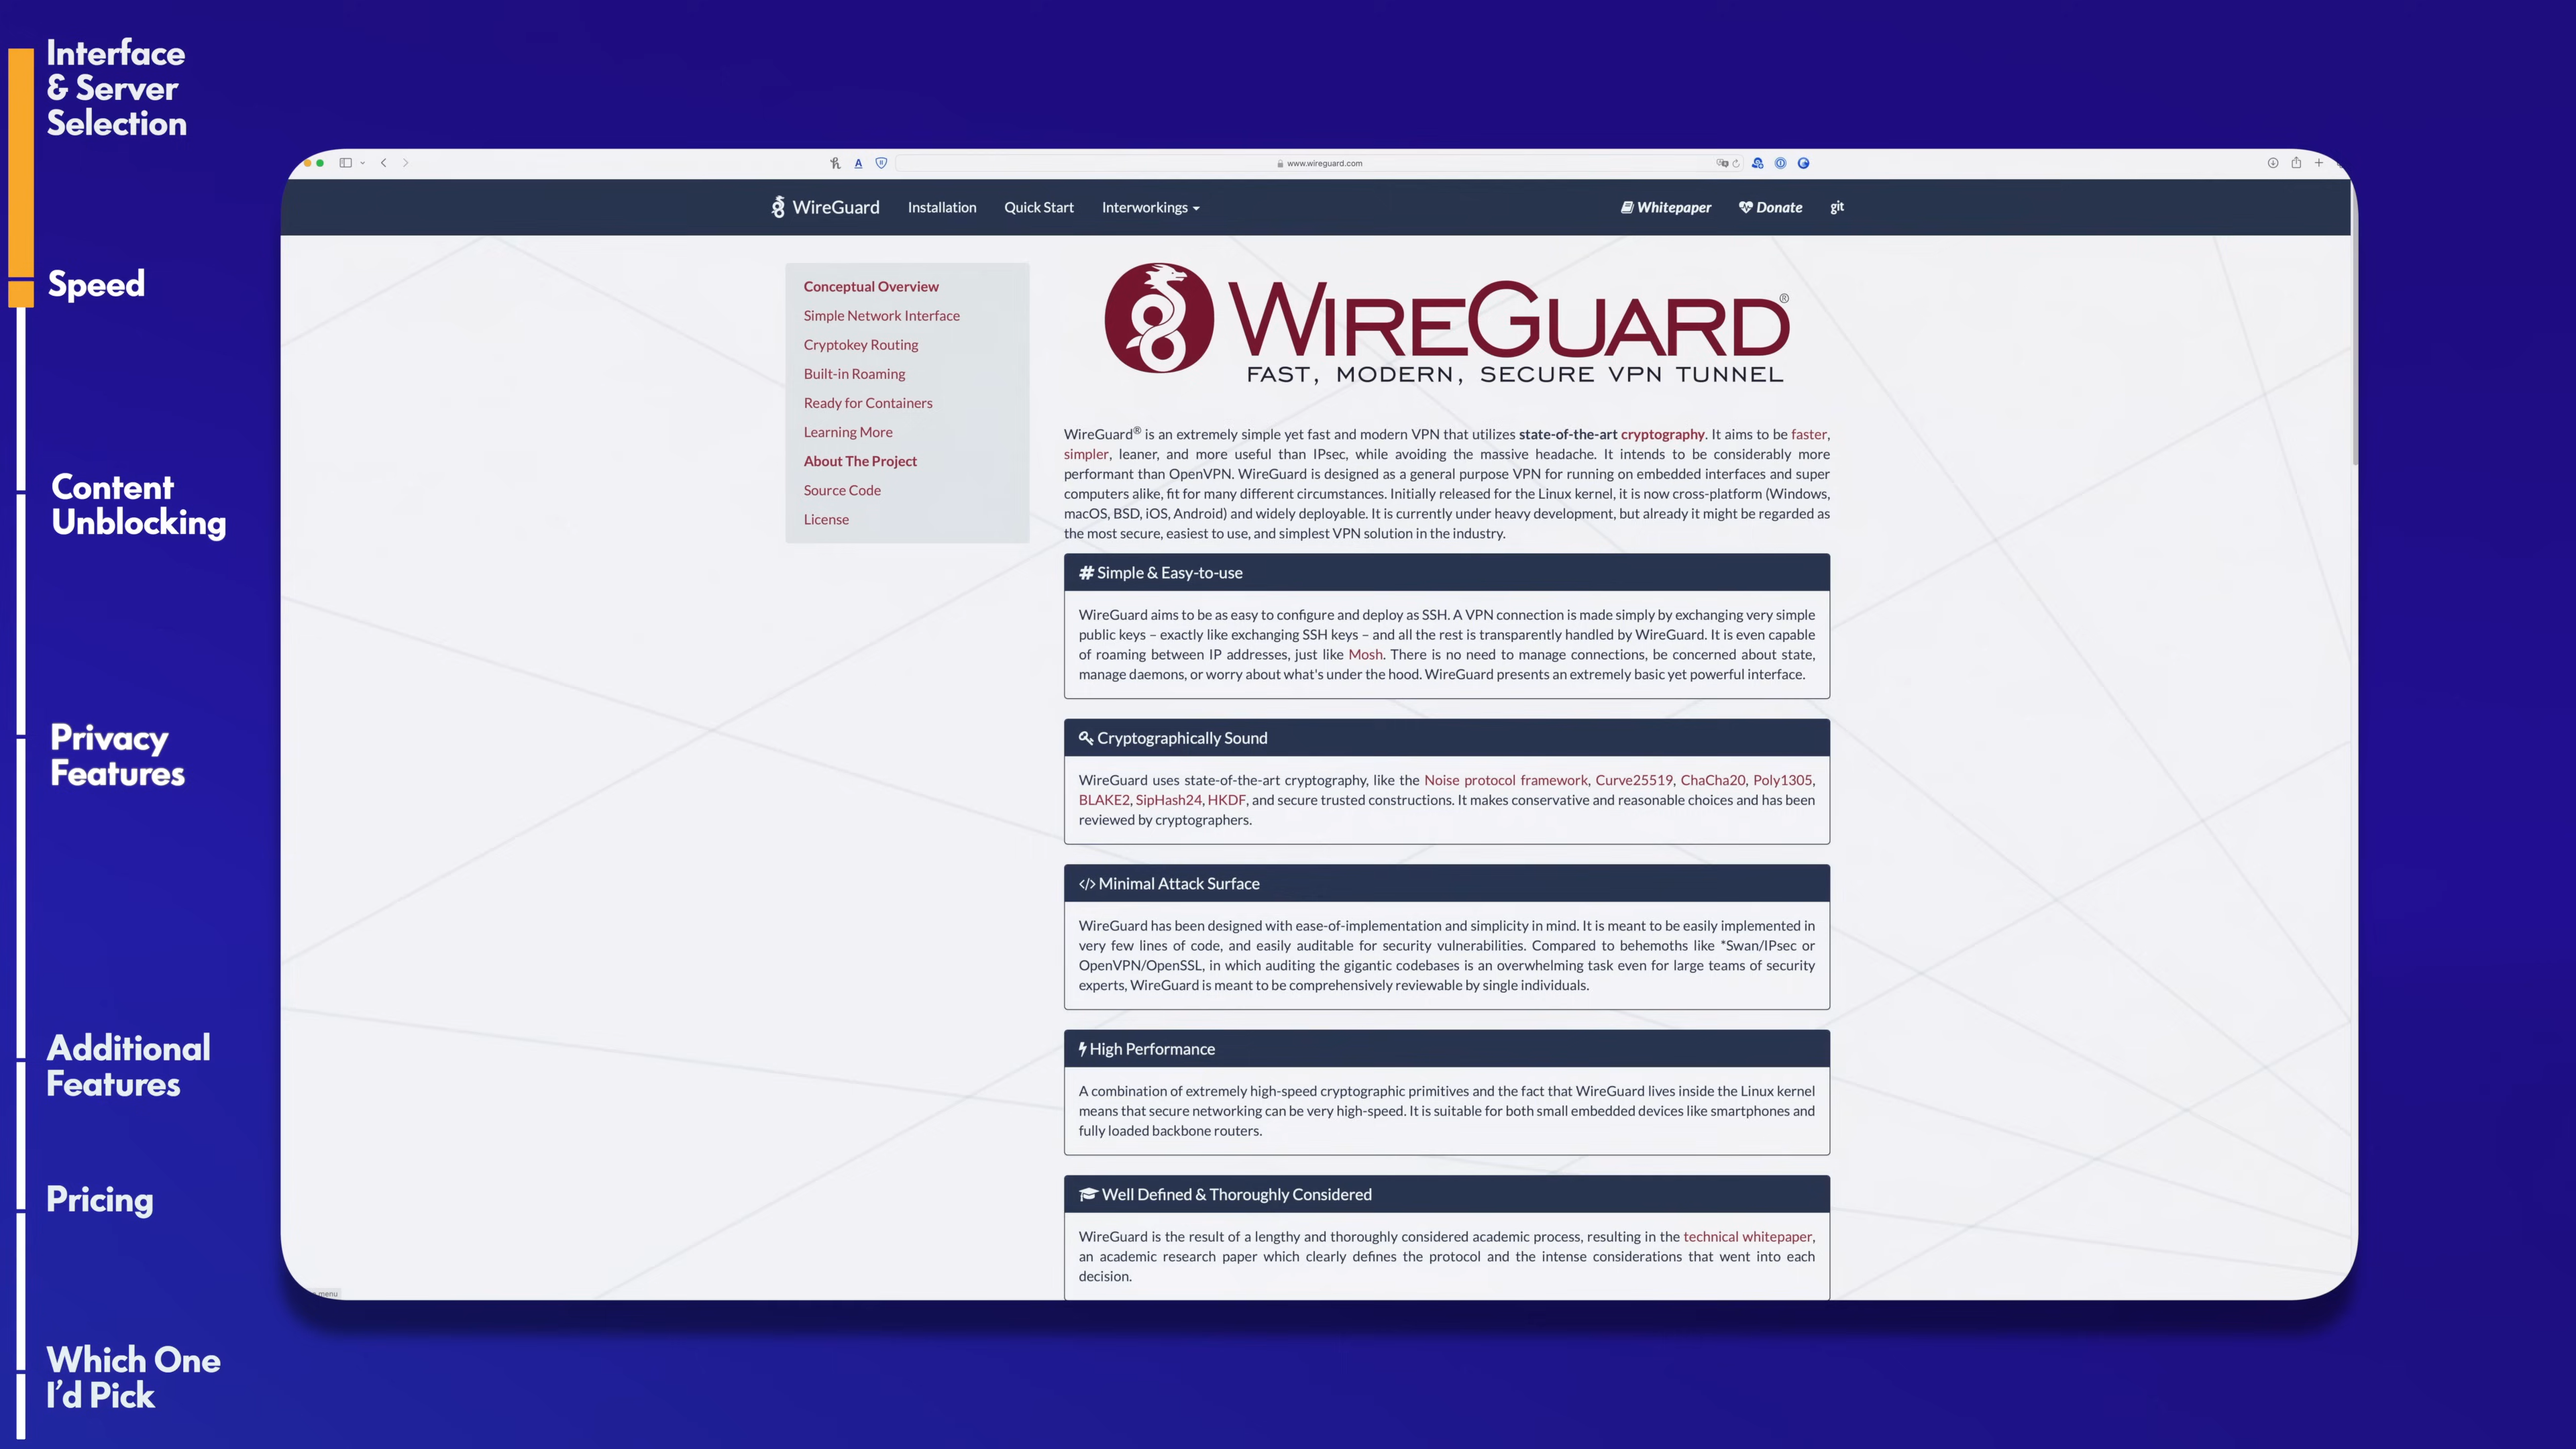 Interface
& Server
Selection
Speed
Content
Unblocking
Privacy
Features
Additional
Features
Pricing
Which One
I'd Pick
www.wireguard.com
WireGuard Installation Quick Start Interworkings Whitepaper Donate git
Conceptual Overview
Simple Network Interface
Cryptokey Routing
Built-in Roaming
Ready for Containers
Learning More
About The Project
Source Code
License
WIREGUARD®
FAST, MODERN, SECURE VPN TUNNEL
WireGuard® is an extremely simple yet fast and modern VPN that utilizes state-of-the-art cryptography. It aims to be faster,
simpler, leaner, and more useful than IPsec, while avoiding the massive headache. It intends to be considerably more
performant than OpenVPN. WireGuard is designed as a general purpose VPN for running on embedded interfaces and super
computers alike, fit for many different circumstances. Initially released for the Linux kernel, it is now cross-platform (Windows,
macOS, BSD, iOS, Android) and widely deployable. It is currently under heavy development, but already it might be regarded as
the most secure, easiest to use, and simplest VPN solution in the industry.
# Simple & Easy-to-use
WireGuard aims to be as easy to configure and deploy as SSH. A VPN connection is made simply by exchanging very simple
public keys – exactly like exchanging SSH keys – and all the rest is transparently handled by WireGuard. It is even capable
of roaming between IP addresses, just like Mosh. There is no need to manage connections, be concerned about state,
manage daemons, or worry about what's under the hood. WireGuard presents an extremely basic yet powerful interface.
Cryptographically Sound
WireGuard uses state-of-the-art cryptography, like the Noise protocol framework, Curve25519, ChaCha20, Poly1305,
BLAKE2, SipHash24, HKDF, and secure trusted constructions. It makes conservative and reasonable choices and has been
reviewed by cryptographers.
</> Minimal Attack Surface
WireGuard has been designed with ease-of-implementation and simplicity in mind. It is meant to be easily implemented in
very few lines of code, and easily auditable for security vulnerabilities. Compared to behemoths like *Swan/IPsec or
OpenVPN/OpenSSL, in which auditing the gigantic codebases is an overwhelming task even for large teams of security
experts, WireGuard is meant to be comprehensively reviewable by single individuals.
High Performance
A combination of extremely high-speed cryptographic primitives and the fact that WireGuard lives inside the Linux kernel
means that secure networking can be very high-speed. It is suitable for both small embedded devices like smartphones and
fully loaded backbone routers.
Well Defined & Thoroughly Considered
WireGuard is the result of a lengthy and thoroughly considered academic process, resulting in the technical whitepaper,
an academic research paper which clearly defines the protocol and the intense considerations that went into each
decision.
menu